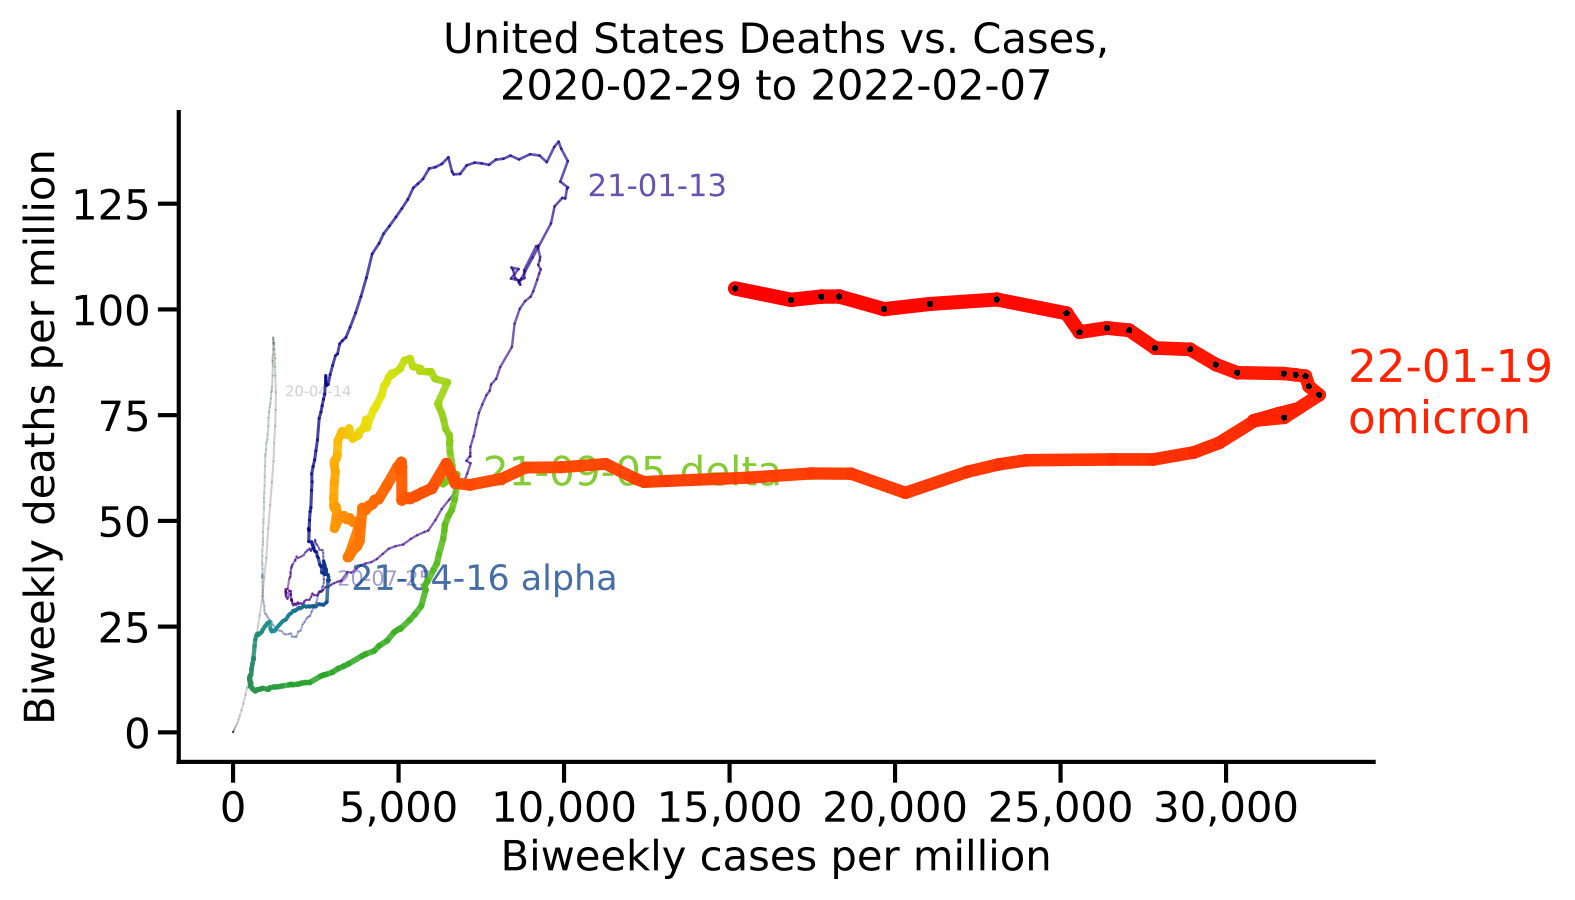 United States Deaths vs. Cases,
2020-02-29 to 2022-02-07
Biweekly deaths per million
125
100
75
50
25
0
21-01-13
20-04-14
22-01-19
omicron
21-09-05 delta
20-07-25
21-04-16 alpha
0 5,000 10,000 15,000 20,000 25,000 30,000
Biweekly cases per million